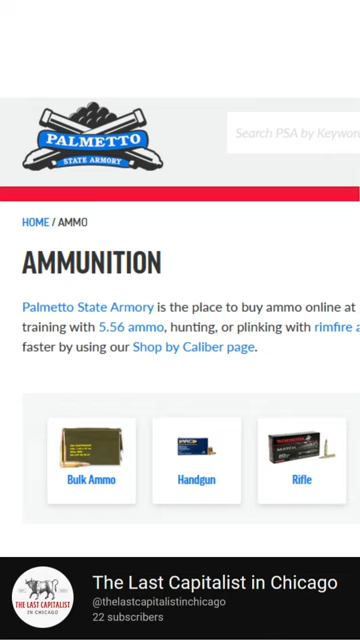 PALMETTO
STATE ARMORY
Search PSA by Keywor
HOME / AMMO
AMMUNITION
Palmetto State Armory is the place to buy ammo online at
training with 5.56 ammo, hunting, or plinking with rimfire a
faster by using our Shop by Caliber page.
Bulk Ammo
Handgun
Rifle
THE LAST CAPITALIST
IN CHICAGO
The Last Capitalist in Chicago
@thelastcapitalistinchicago
22 subscribers